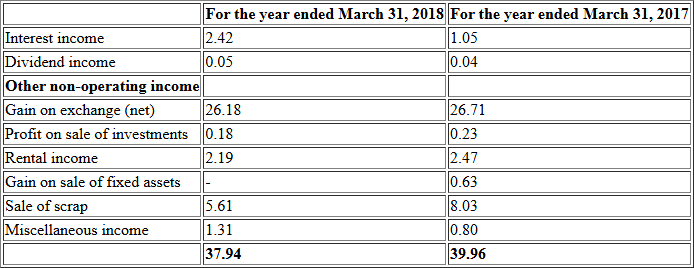 For the year ended March 31, 2018 For the year ended March 31, 2017
Interest income 2.42 1.05
Dividend income 0.05 0.04
Other non-operating income
Gain on exchange (net) 26.18 26.71
Profit on sale of investments 0.18 0.23
Rental income 2.19 2.47
Gain on sale of fixed assets - 0.63
Sale of scrap 5.61 8.03
Miscellaneous income 1.31 0.80
37.94 39.96